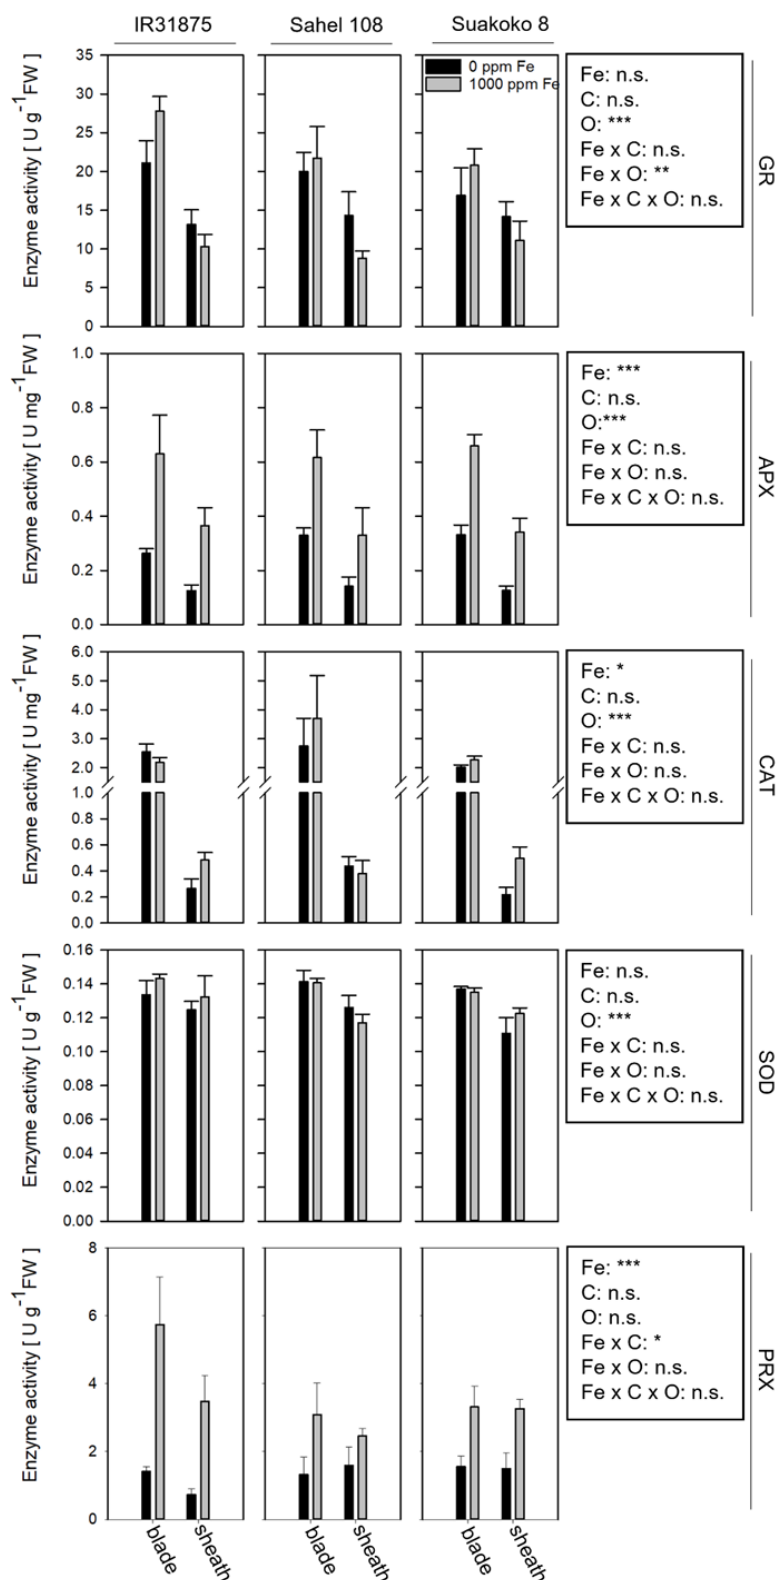 IR31875 Sahel 108 Suakoko 8
0 ppm Fe
1000 ppm Fe
Enzyme activity [ U g⁻¹FW ]
35
30
25
20
15
10
5
0
Fe: n.s.
C: n.s.
O: ***
Fe x C: n.s.
Fe x O: **
Fe x C x O: n.s.
GR
Enzyme activity [ U mg⁻¹FW ]
1.0
0.8
0.6
0.4
0.2
0.0
Fe: ***
C: n.s.
O:***
Fe x C: n.s.
Fe x O: n.s.
Fe x C x O: n.s.
APX
Enzyme activity [ U mg⁻¹FW ]
6.0
5.0
4.0
3.0
2.0
1.0
0.8
0.6
0.4
0.2
0.0
Fe: *
C: n.s.
O: ***
Fe x C: n.s.
Fe x O: n.s.
Fe x C x O: n.s.
CAT
Enzyme activity [ U g⁻¹FW ]
0.16
0.14
0.12
0.10
0.08
0.06
0.04
0.02
0.00
Fe: n.s.
C: n.s.
O: ***
Fe x C: n.s.
Fe x O: n.s.
Fe x C x O: n.s.
SOD
Enzyme activity [ U g⁻¹FW ]
8
6
4
2
0
Fe: ***
C: n.s.
O: n.s.
Fe x C: *
Fe x O: n.s.
Fe x C x O: n.s.
PRX
blade sheath blade sheath blade sheath